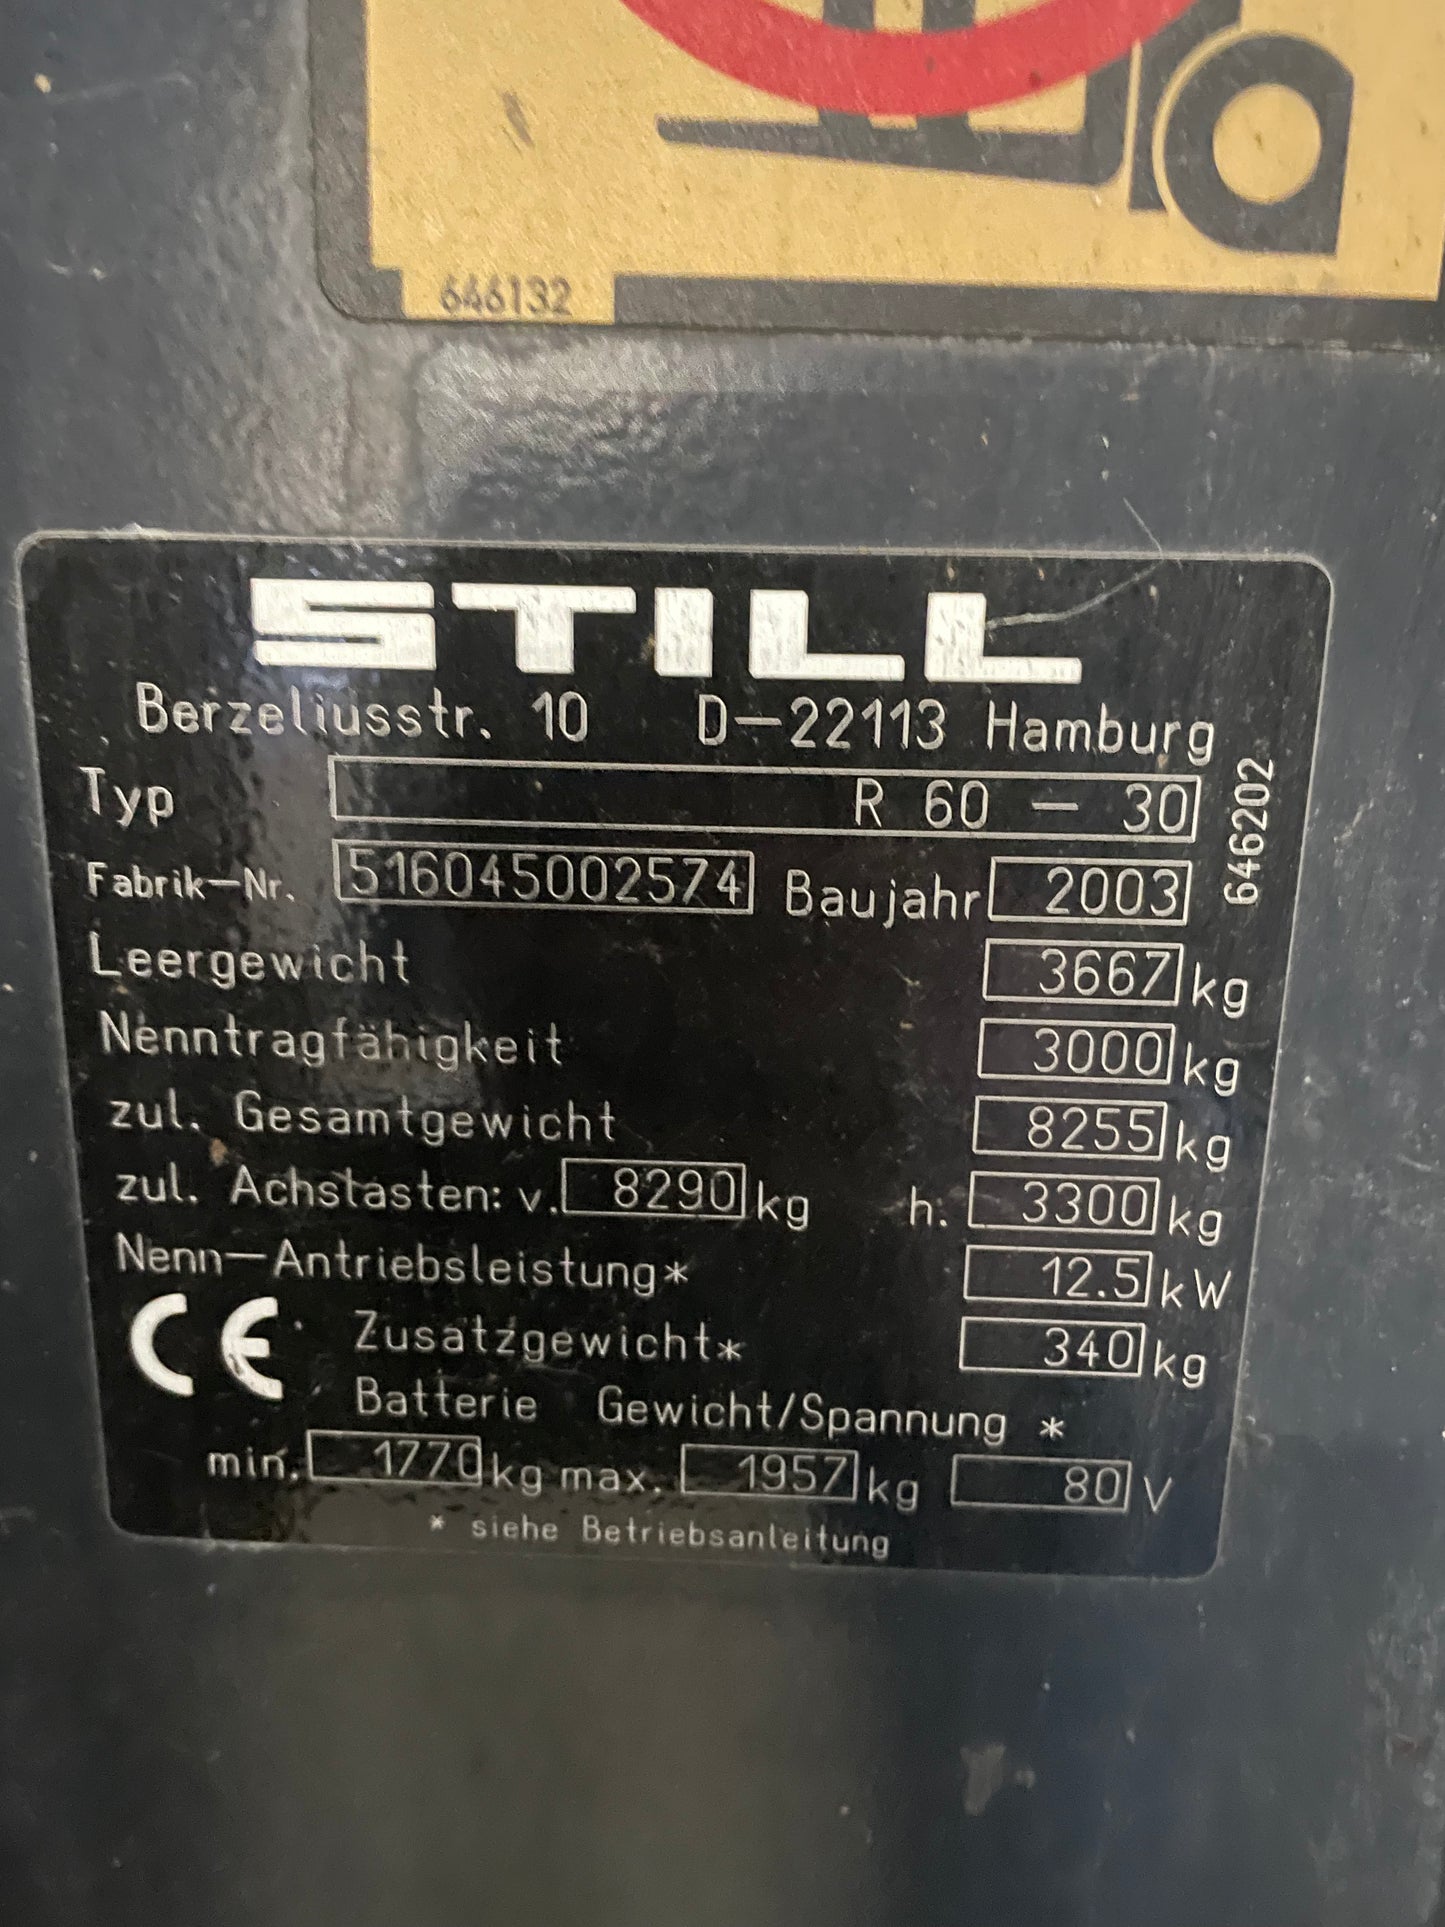 646132
STILL
Berzeliusstr. 10 D-22113 Hamburg
Typ R 60 - 30
646202
Fabrik-Nr. 516045002574 Baujahr 2003
Leergewicht 3667 kg
Nenntragfähigkeit 3000 kg
zul. Gesamtgewicht 8255 kg
zul. Achslasten: v. 8290 kg h. 3300 kg
Nenn-Antriebsleistung* 12.5 kW
CE Zusatzgewicht* 340 kg
Batterie Gewicht/Spannung *
min. 1770 kg max. 1957 kg 80 V
* siehe Betriebsanleitung